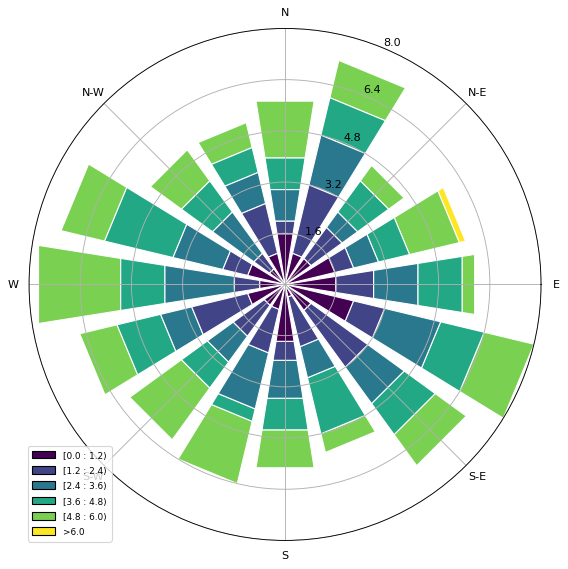 N
8.0
N-W
N-E
6.4
4.8
3.2
1.6
W
E
S-W
S-E
[0.0 : 1.2)
[1.2 : 2.4)
[2.4 : 3.6)
[3.6 : 4.8)
[4.8 : 6.0)
>6.0
S